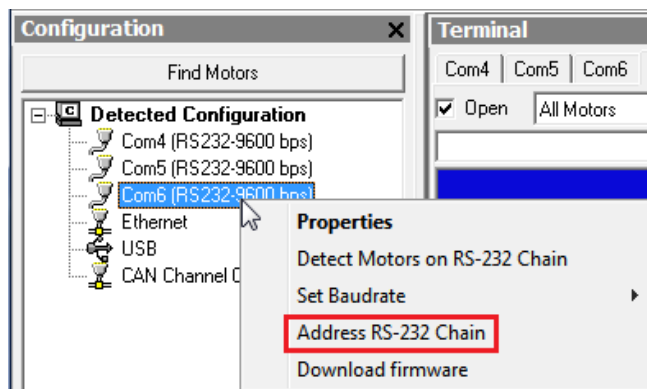 Configuration
Find Motors
Detected Configuration
Com4 (RS232-9600 bps)
Com5 (RS232-9600 bps)
Com6 (RS232-9600 bps)
Ethernet
USB
CAN Channel
Terminal
Com4
Com5
Com6
Open
All Motors
Properties
Detect Motors on RS-232 Chain
Set Baudrate
Address RS-232 Chain
Download firmware